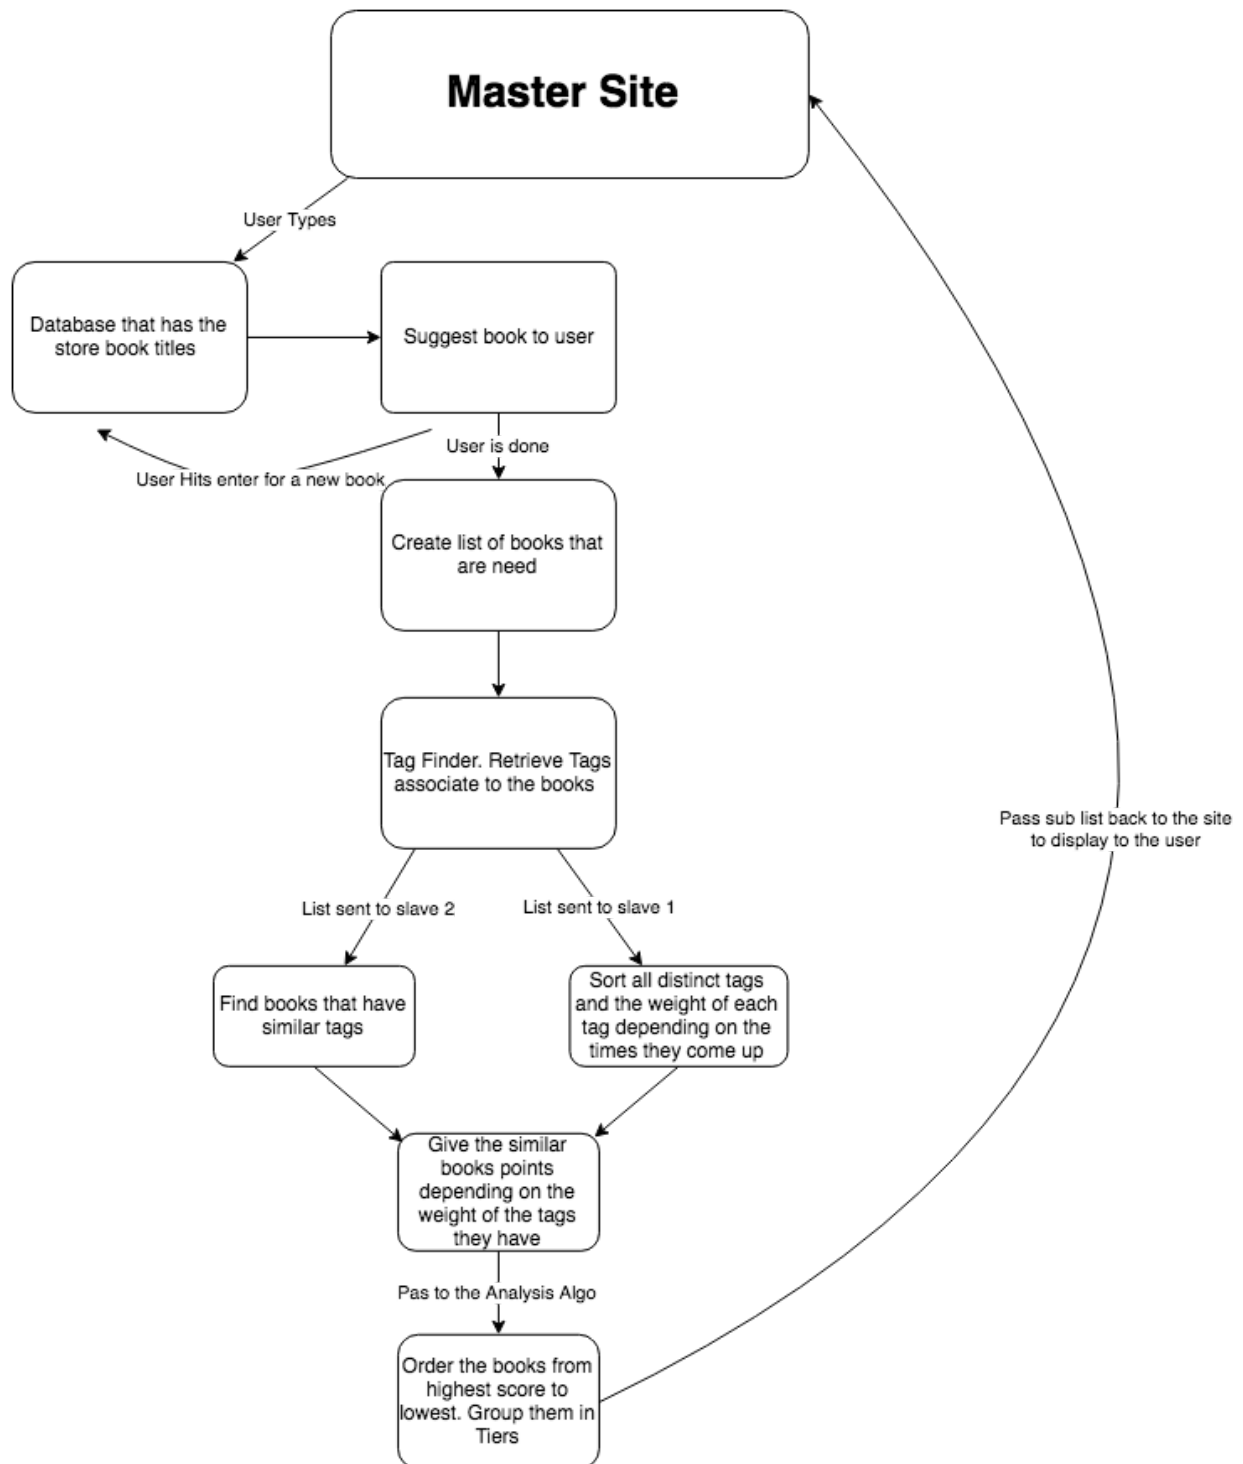 Master Site
User Types
Database that has the
store book titles
Suggest book to user
User is done
User Hits enter for a new book
Create list of books that
are need
Tag Finder. Retrieve Tags
associate to the books
Pass sub list back to the site
to display to the user
List sent to slave 2
List sent to slave 1
Find books that have
similar tags
Sort all distinct tags
and the weight of each
tag depending on the
times they come up
Give the similar
books points
depending on the
weight of the tags
they have
Pas to the Analysis Algo
Order the books from
highest score to
lowest. Group them in
Tiers